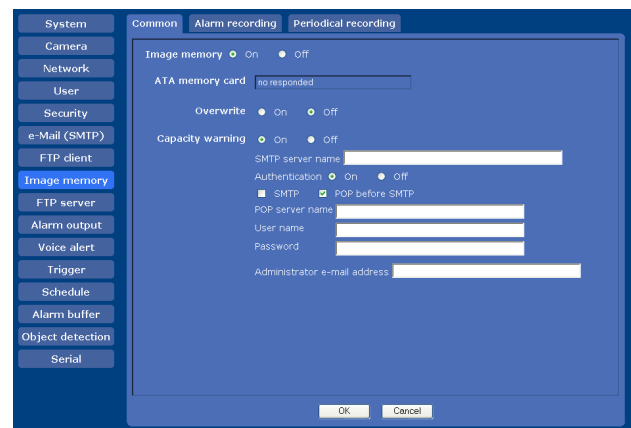 System
Camera
Network
User
Security
e-Mail (SMTP)
FTP client
Image memory
FTP server
Alarm output
Voice alert
Trigger
Schedule
Alarm buffer
Object detection
Serial
Common Alarm recording Periodical recording
Image memory On Off
ATA memory card no responded
Overwrite On Off
Capacity warning On Off
SMTP server name
Authentication On Off
SMTP POP before SMTP
POP server name
User name
Password
Administrator e-mail address
OK Cancel